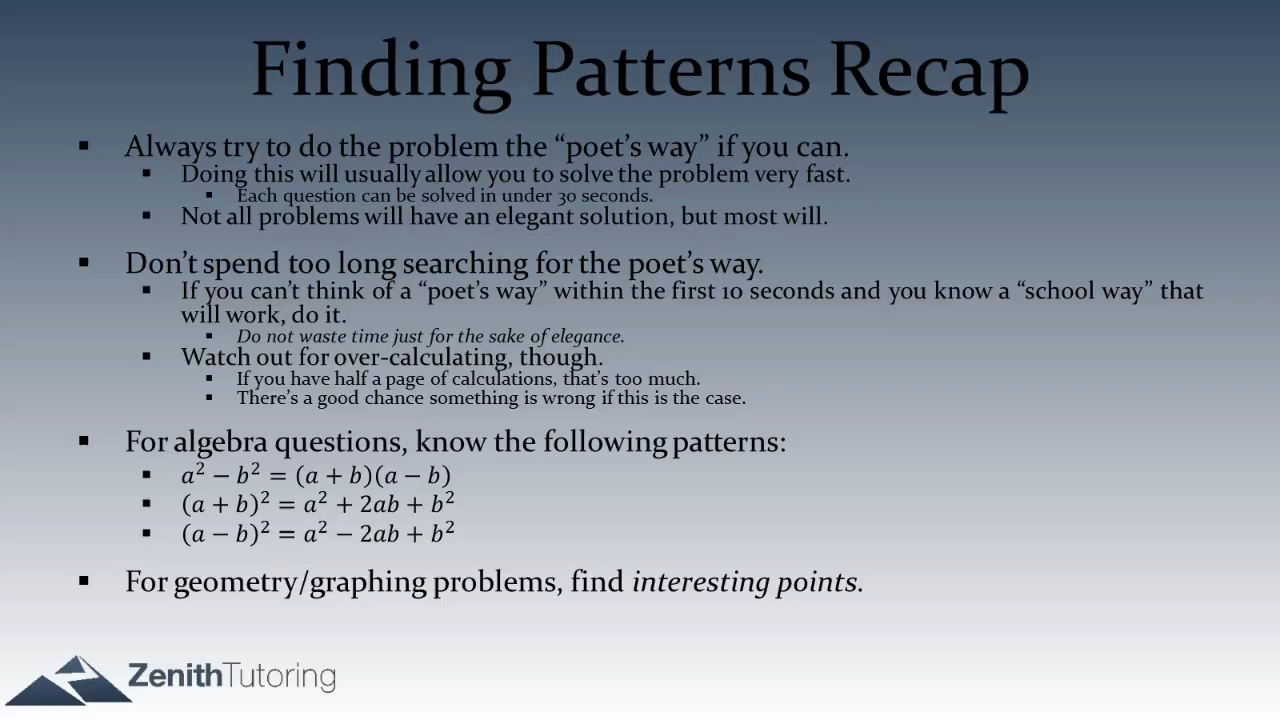 Finding Patterns Recap
▪ Always try to do the problem the “poet’s way” if you can.
▪ Doing this will usually allow you to solve the problem very fast.
▪ Each question can be solved in under 30 seconds.
▪ Not all problems will have an elegant solution, but most will.
▪ Don’t spend too long searching for the poet’s way.
▪ If you can’t think of a “poet’s way” within the first 10 seconds and you know a “school way” that
will work, do it.
▪ Do not waste time just for the sake of elegance.
▪ Watch out for over-calculating, though.
▪ If you have half a page of calculations, that’s too much.
▪ There’s a good chance something is wrong if this is the case.
▪ For algebra questions, know the following patterns:
▪ a² − b² = (a + b)(a − b)
▪ (a + b)² = a² + 2ab + b²
▪ (a − b)² = a² − 2ab + b²
▪ For geometry/graphing problems, find interesting points.
ZenithTutoring